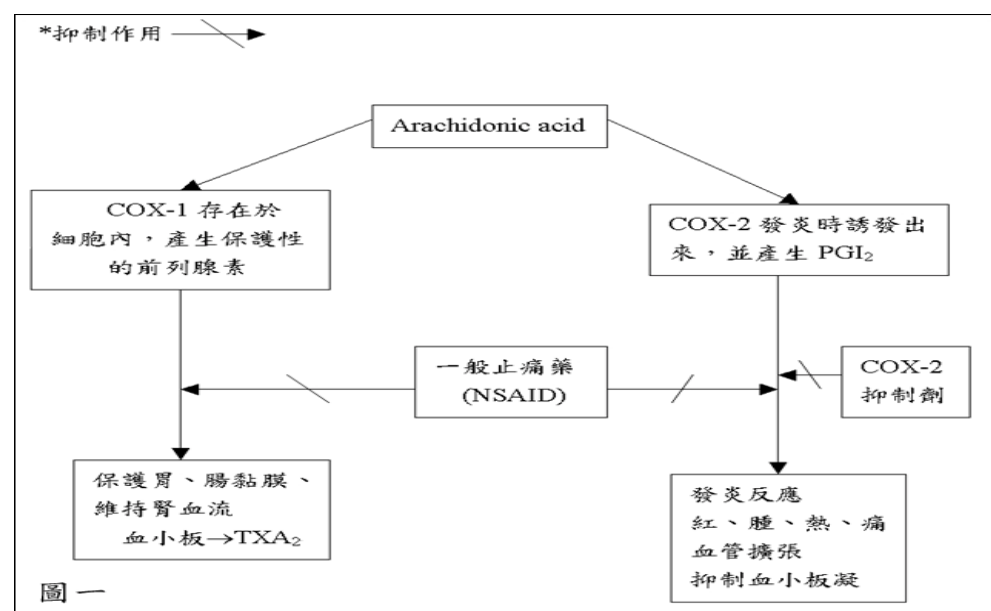 *抑制作用
Arachidonic acid
COX-1 存在於
細胞內，產生保護性
的前列腺素
COX-2 發炎時誘發出
來，並產生 PGI₂
一般止痛藥
(NSAID)
COX-2
抑制劑
保護胃、腸黏膜、
維持腎血流
血小板→TXA₂
發炎反應
紅、腫、熱、痛
血管擴張
抑制血小板凝
圖一